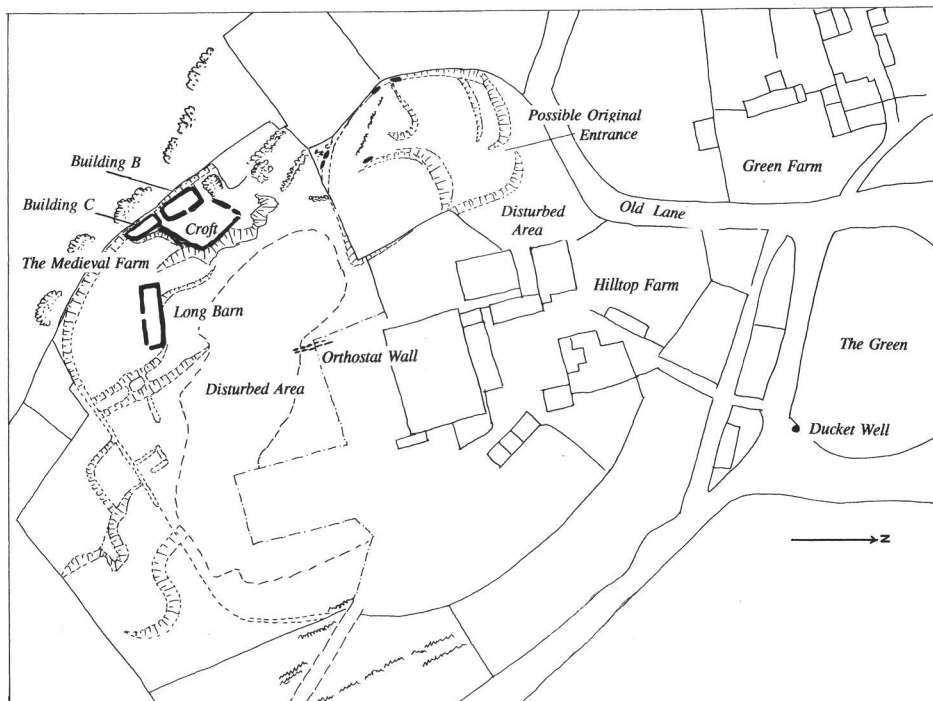 Possible Original
Entrance
Building B
Green Farm
Building C
Old Lane
Croft
Disturbed
Area
The Medieval Farm
Hilltop Farm
Long Barn
The Green
Orthostat Wall
Disturbed Area
Ducket Well
N